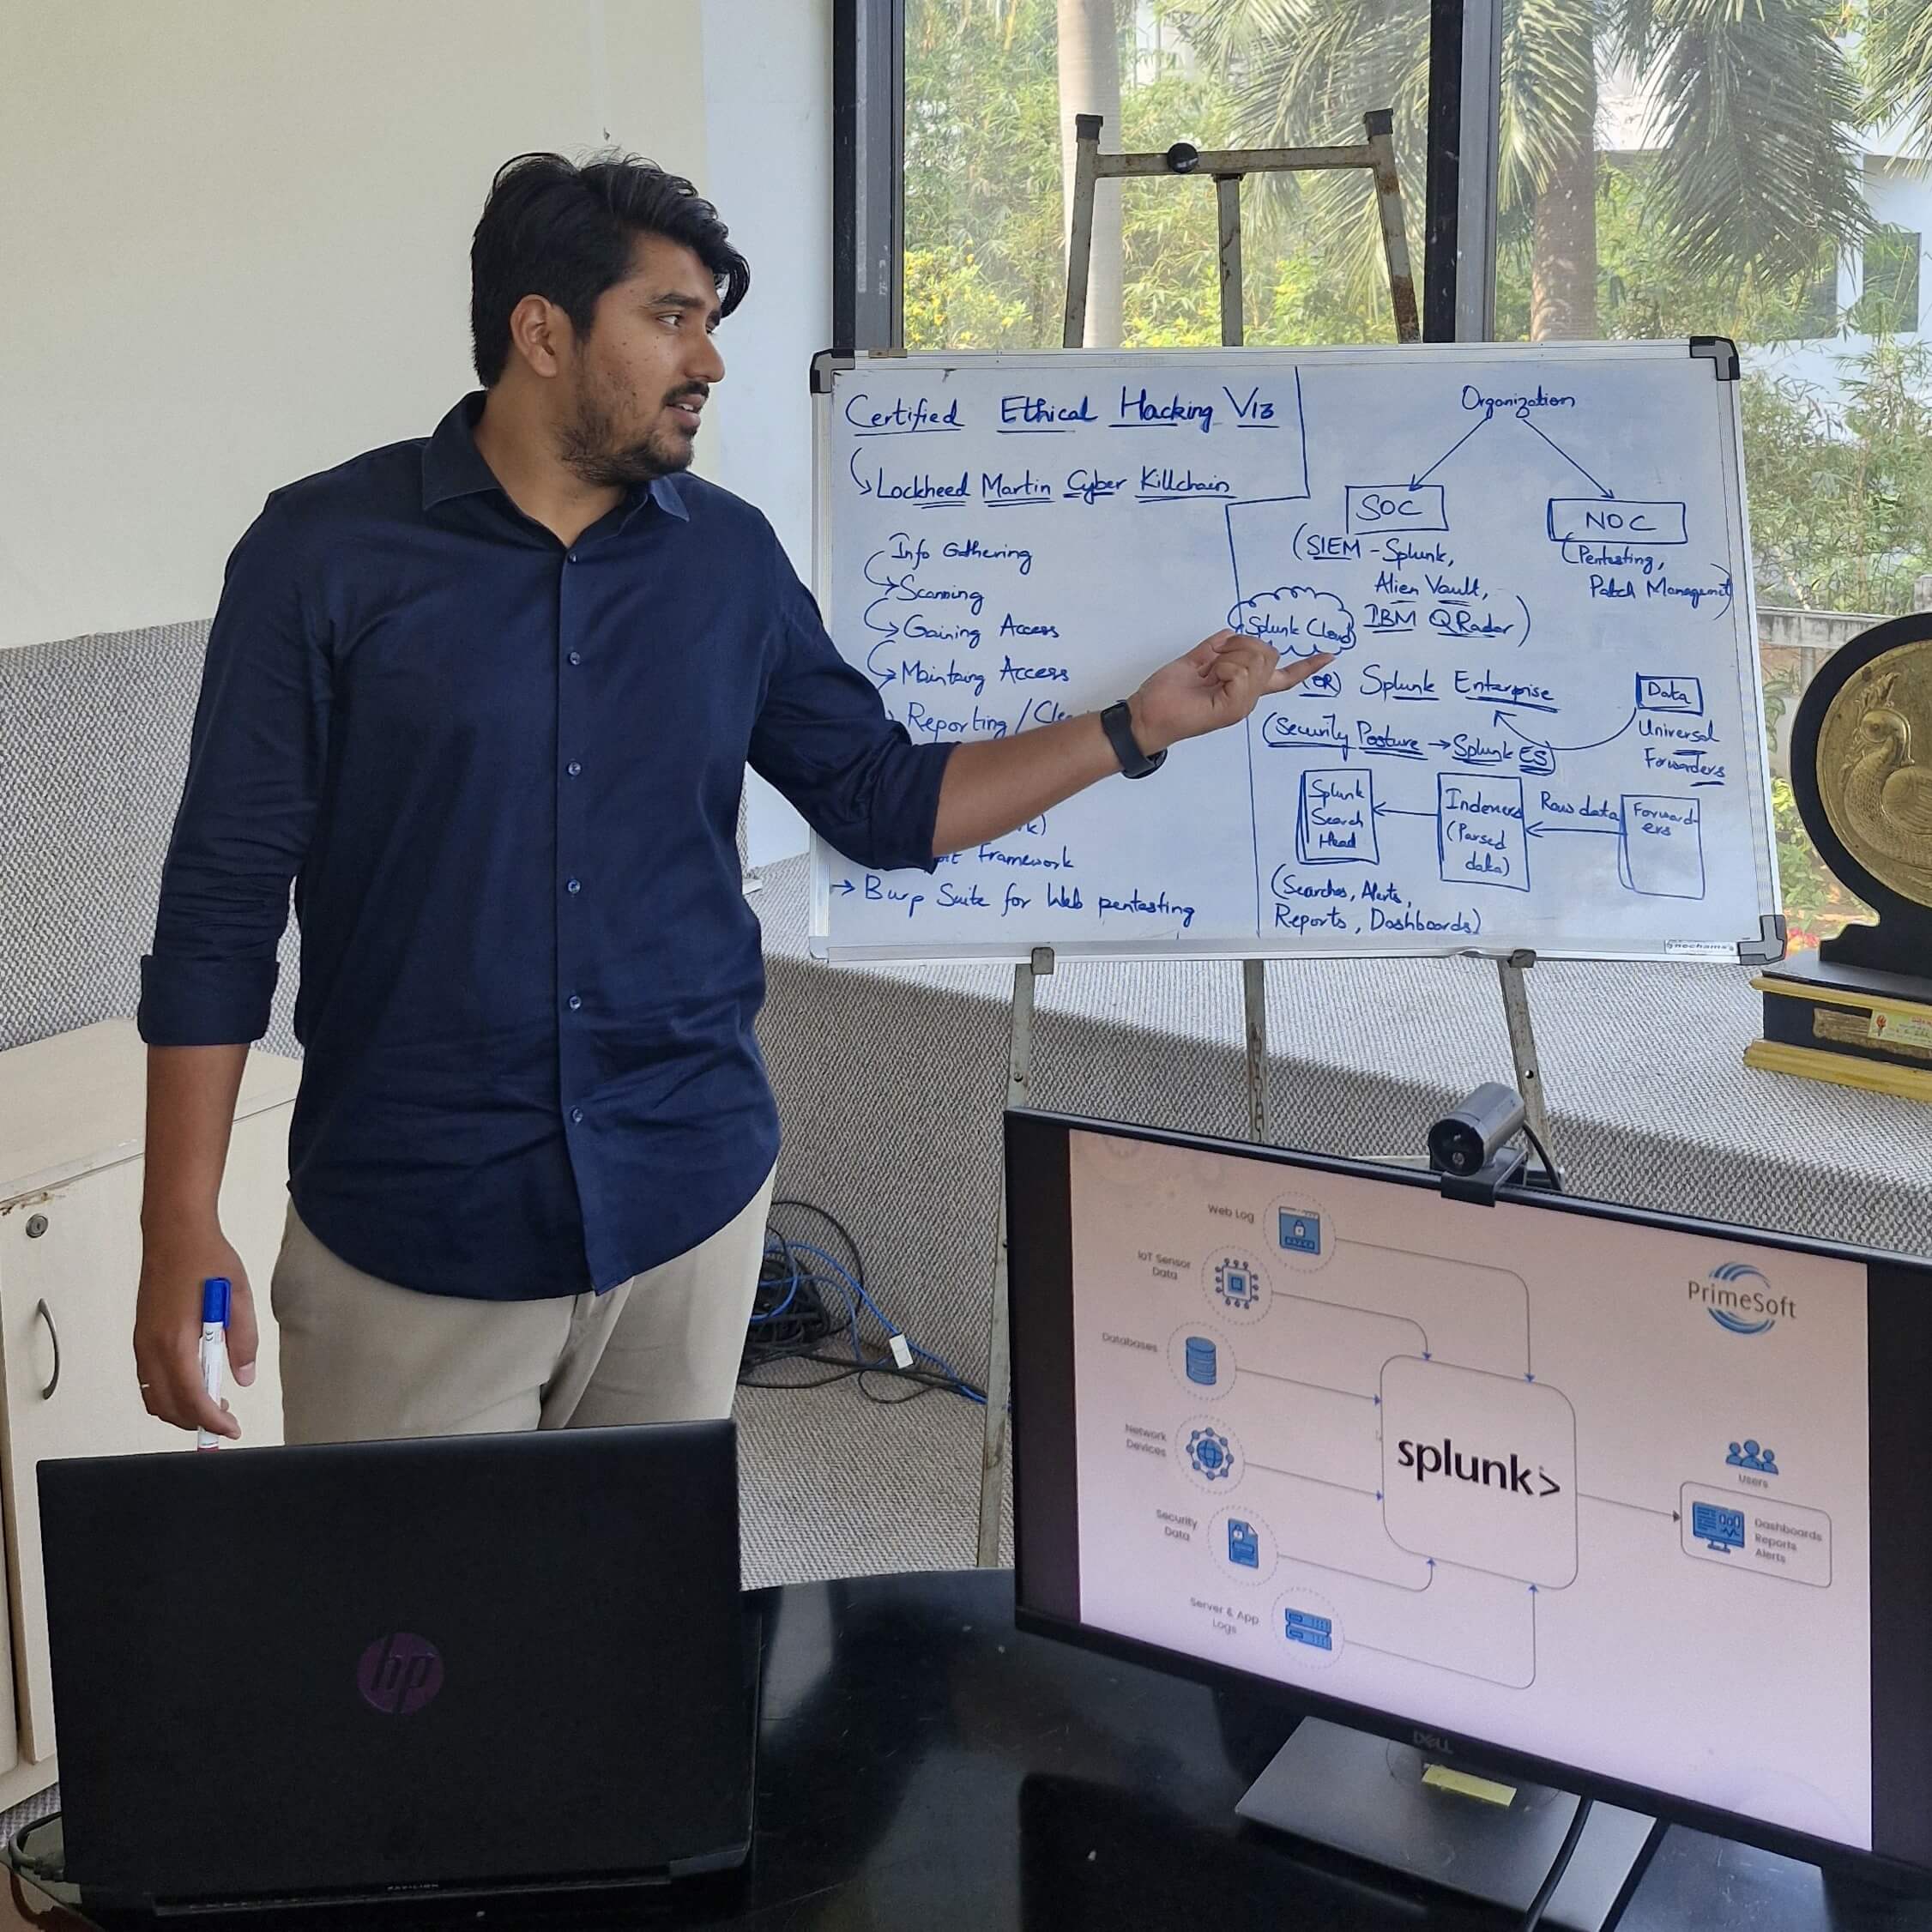 Certified Ethical Hacking V13
Lockheed Martin Cyber Killchain
Info Gathering
Scanning
Gaining Access
Maintaing Access
Reporting /
Framework
→ Burp Suite for Web pentesting
Organization
SOC
NOC
(SIEM - Splunk,
Alien Vault,
IBM QRadar)
(Pentesting,
Patch Management)
Splunk Cloud
(OR) Splunk Enterprise
(Security Posture → Splunk ES)
Data
Universal
Forwarders
Splunk
Search
Head
Indexers
(Parsed
data)
Raw data
Forward-
ers
(Searches, Alerts,
Reports, Dashboards)
Web Log
IoT Sensor
Data
Databases
Network
Devices
Security
Data
Server & App
Logs
splunk>
PrimeSoft
Users
Dashboards
Reports
Alerts
hp
PAVILION
DELL